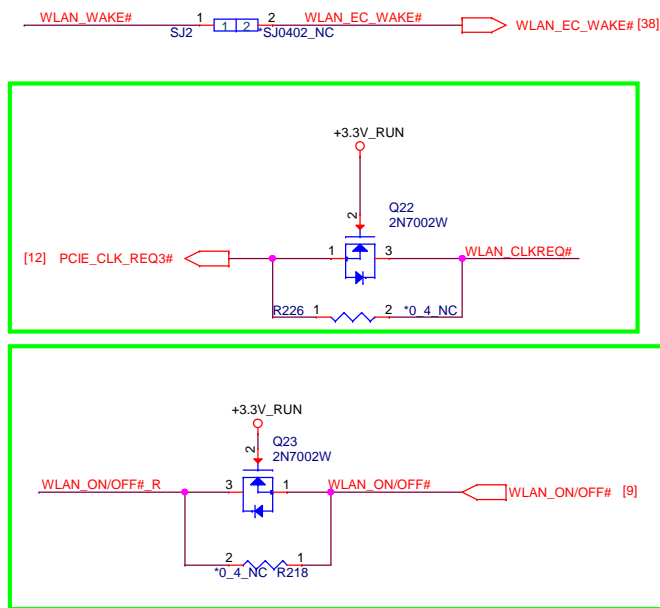 WLAN_WAKE# 1 2 WLAN_EC_WAKE# WLAN_EC_WAKE# [38]
SJ2 1 2 *SJ0402_NC
+3.3V_RUN
2 Q22
2N7002W
[12] PCIE_CLK_REQ3# 1 3 WLAN_CLKREQ#
R226 1 2 *0_4_NC
+3.3V_RUN
2 Q23
2N7002W
WLAN_ON/OFF#_R 3 1 WLAN_ON/OFF# WLAN_ON/OFF# [9]
2 1
*0_4_NC R218